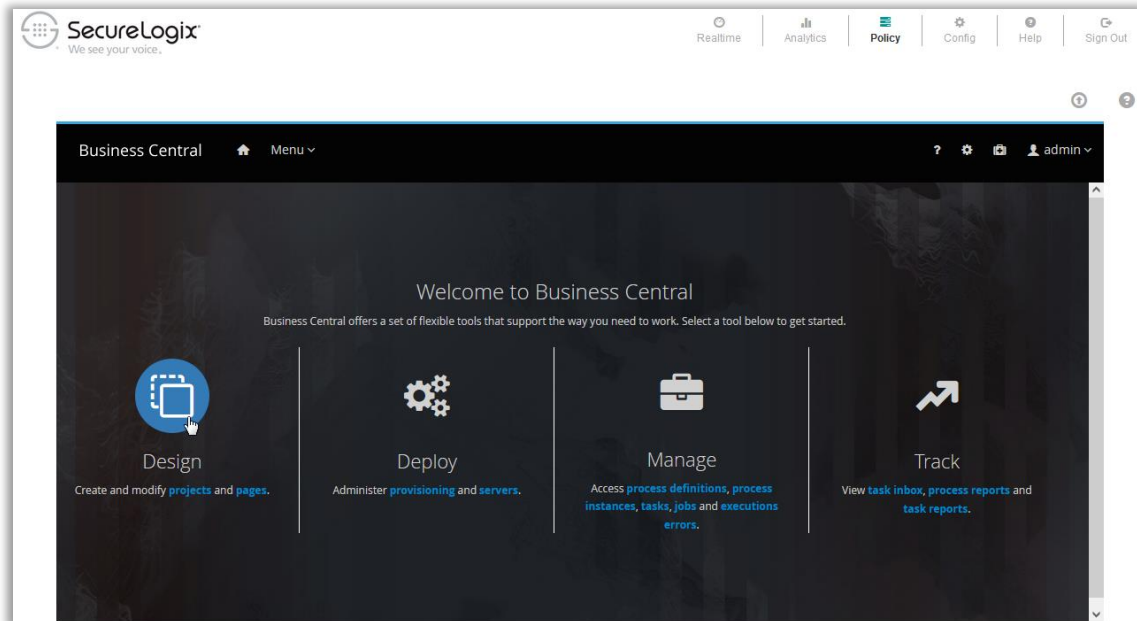 SecureLogix
We see your voice.
Realtime
Analytics
Policy
Config
Help
Sign Out
Business Central
Menu
?
admin
Welcome to Business Central
Business Central offers a set of flexible tools that support the way you need to work. Select a tool below to get started.
Design
Create and modify projects and pages.
Deploy
Administer provisioning and servers.
Manage
Access process definitions, process
instances, tasks, jobs and executions
errors.
Track
View task inbox, process reports and
task reports.